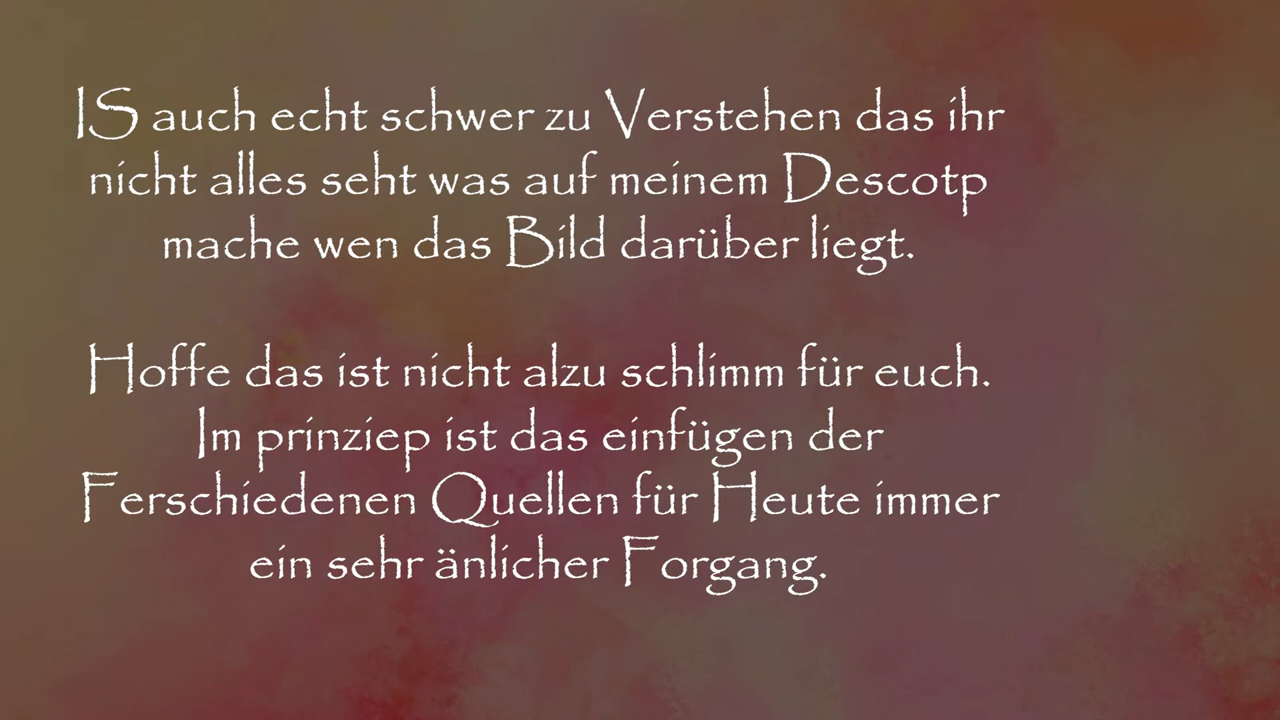 IS auch echt schwer zu Verstehen das ihr
nicht alles seht was auf meinem Descotp
mache wen das Bild darüber liegt.
Hoffe das ist nicht alzu schlimm für euch.
Im prinziep ist das einfügen der
Ferschiedenen Quellen für Heute immer
ein sehr änlicher Forgang.